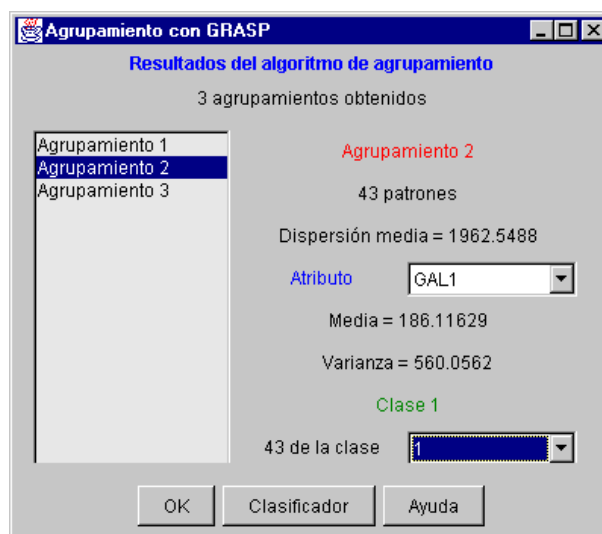 Agrupamiento con GRASP
Resultados del algoritmo de agrupamiento
3 agrupamientos obtenidos
Agrupamiento 1
Agrupamiento 2
Agrupamiento 3
Agrupamiento 2
43 patrones
Dispersión media = 1962.5488
Atributo GAL1
Media = 186.11629
Varianza = 560.0562
Clase 1
43 de la clase 1
OK Clasificador Ayuda